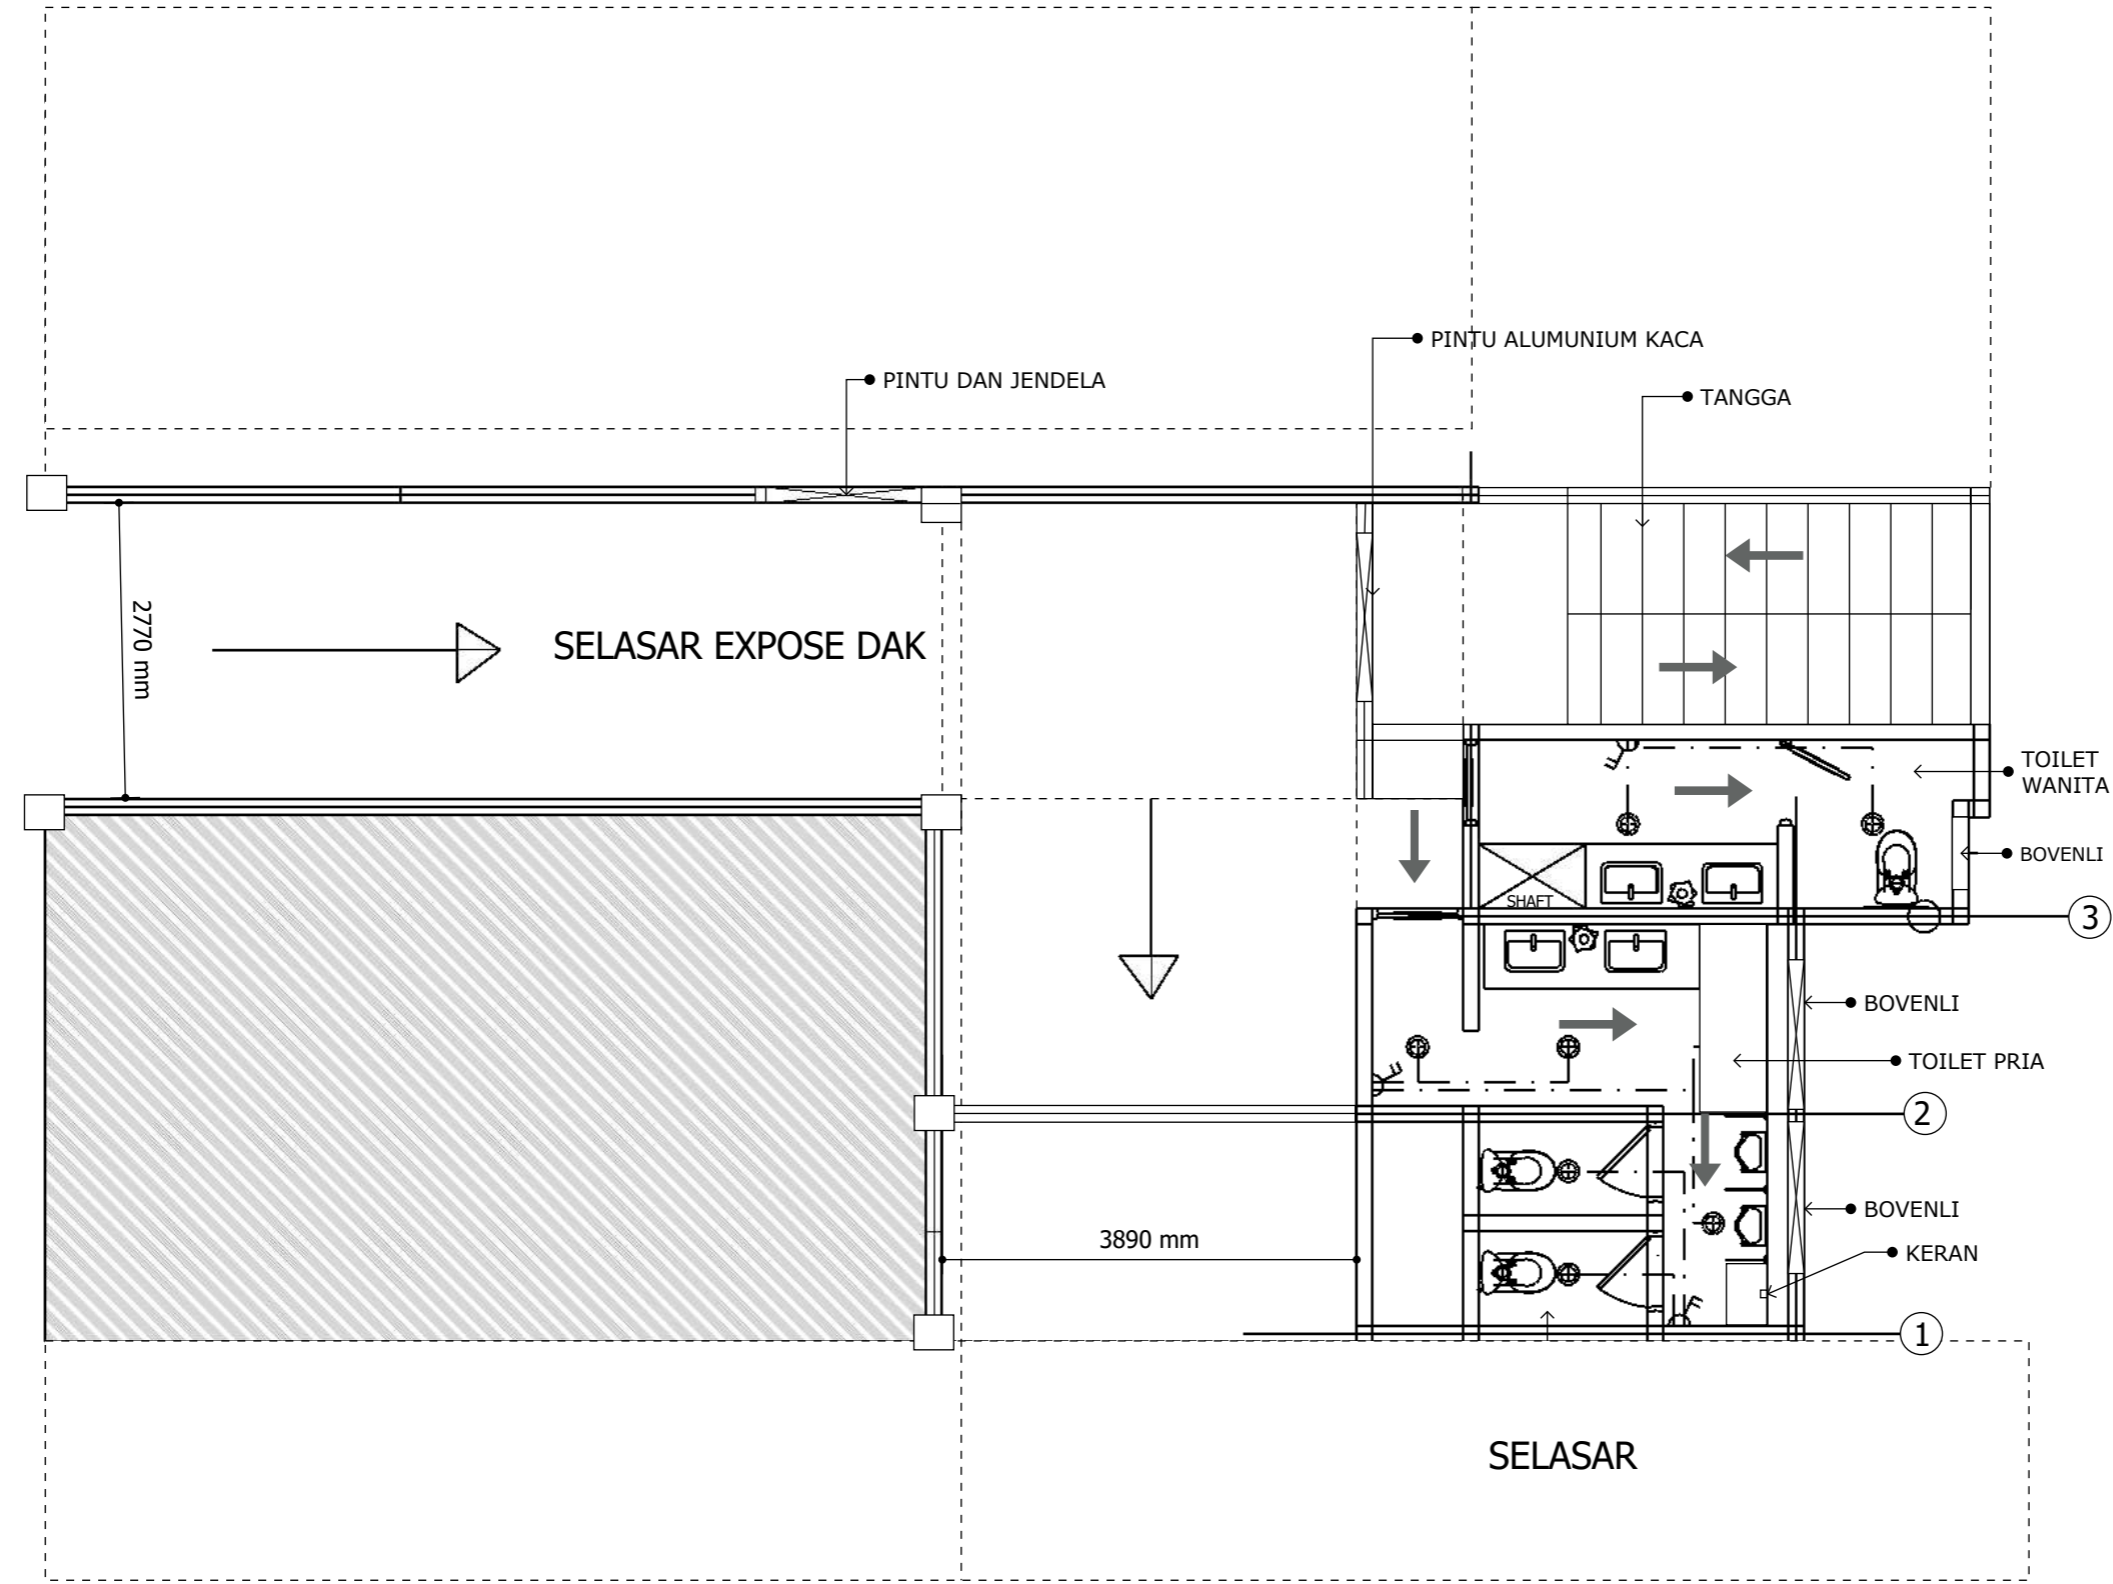 PINTU ALUMUNIUM KACA
PINTU DAN JENDELA
TANGGA
2770 mm
SELASAR EXPOSE DAK
TOILET
WANITA
BOVENLI
SHAFT
3
BOVENLI
TOILET PRIA
2
BOVENLI
3890 mm
KERAN
1
SELASAR